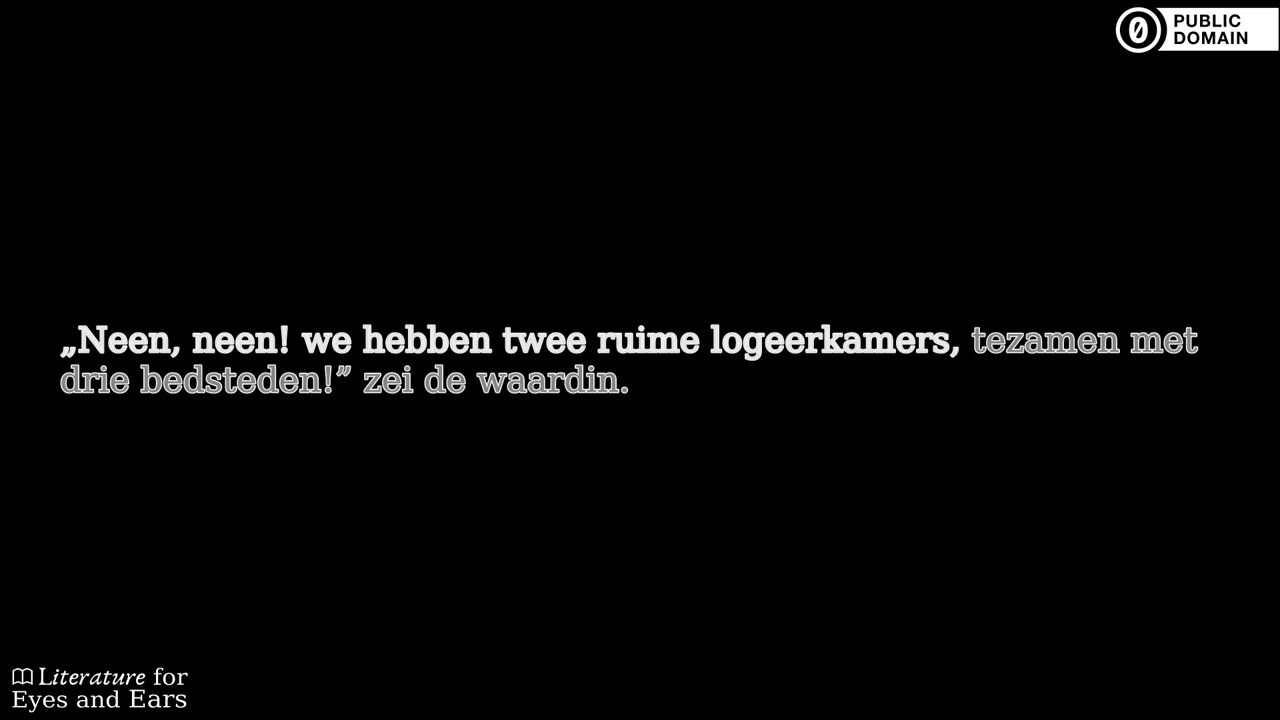 PUBLIC
DOMAIN
„Neen, neen! we hebben twee ruime logeerkamers, tezamen met
drie bedsteden!” zei de waardin.
Literature for
Eyes and Ears